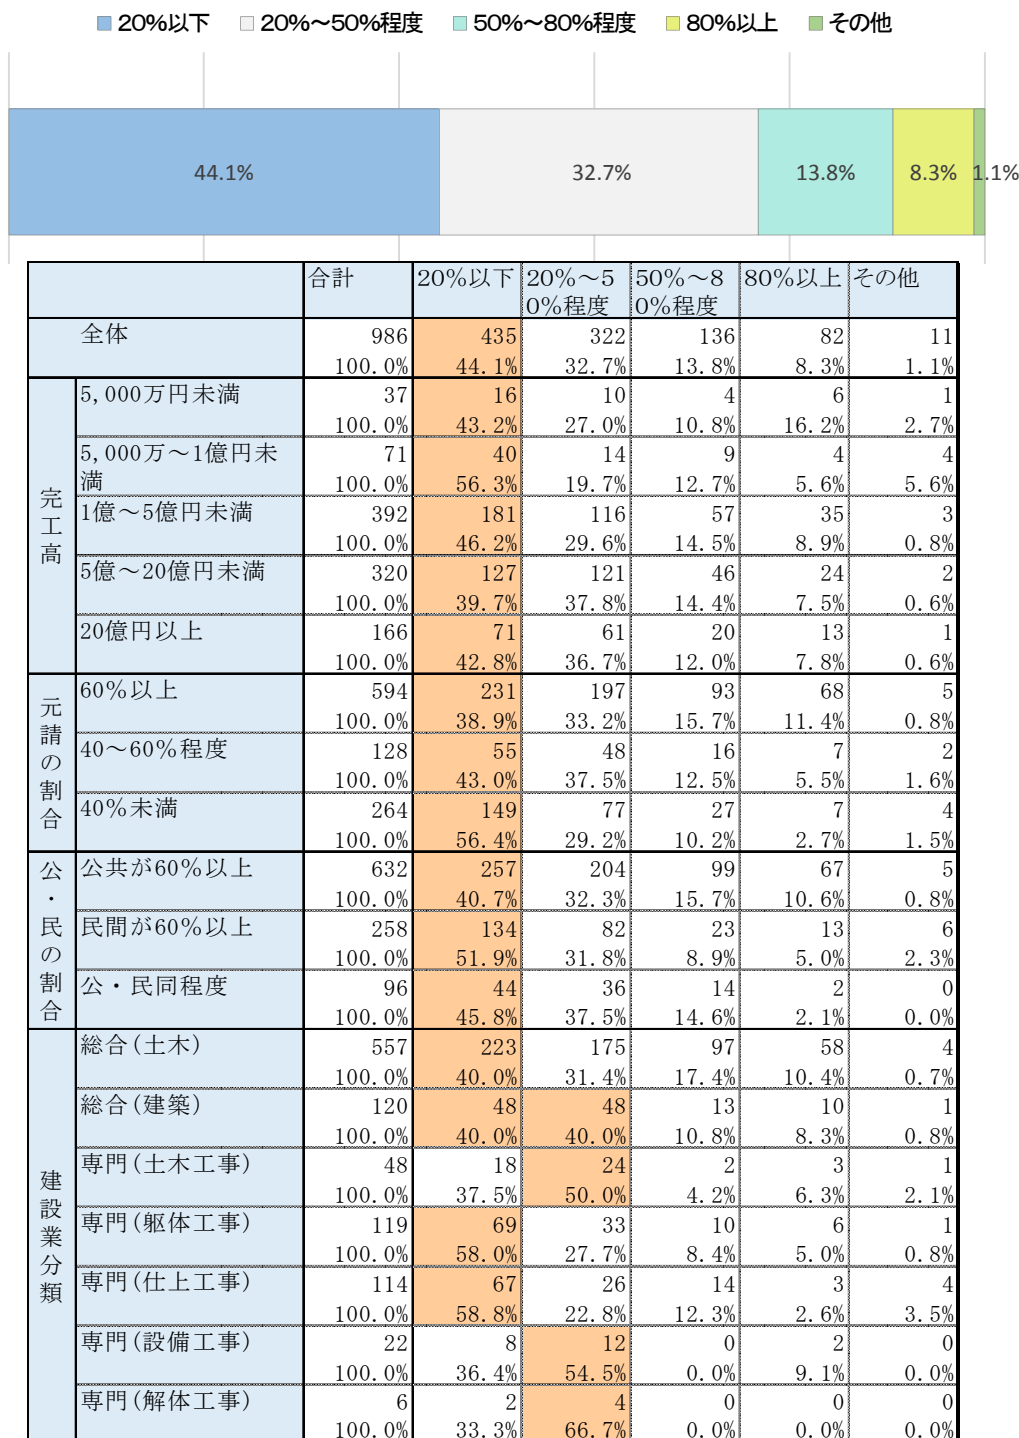 20%以下 20%～50%程度 50%～80%程度 80%以上 その他
44.1% 32.7% 13.8% 8.3% 1.1%
合計 20%以下 20%～50%程度 50%～80%程度 80%以上 その他
全体 986 435 322 136 82 11
100.0% 44.1% 32.7% 13.8% 8.3% 1.1%
完工高
5,000万円未満 37 16 10 4 6 1
100.0% 43.2% 27.0% 10.8% 16.2% 2.7%
5,000万～1億円未満 71 40 14 9 4 4
100.0% 56.3% 19.7% 12.7% 5.6% 5.6%
1億～5億円未満 392 181 116 57 35 3
100.0% 46.2% 29.6% 14.5% 8.9% 0.8%
5億～20億円未満 320 127 121 46 24 2
100.0% 39.7% 37.8% 14.4% 7.5% 0.6%
20億円以上 166 71 61 20 13 1
100.0% 42.8% 36.7% 12.0% 7.8% 0.6%
元請の割合
60%以上 594 231 197 93 68 5
100.0% 38.9% 33.2% 15.7% 11.4% 0.8%
40～60%程度 128 55 48 16 7 2
100.0% 43.0% 37.5% 12.5% 5.5% 1.6%
40%未満 264 149 77 27 7 4
100.0% 56.4% 29.2% 10.2% 2.7% 1.5%
公・民の割合
公共が60%以上 632 257 204 99 67 5
100.0% 40.7% 32.3% 15.7% 10.6% 0.8%
民間が60%以上 258 134 82 23 13 6
100.0% 51.9% 31.8% 8.9% 5.0% 2.3%
公・民同程度 96 44 36 14 2 0
100.0% 45.8% 37.5% 14.6% 2.1% 0.0%
建設業分類
総合(土木) 557 223 175 97 58 4
100.0% 40.0% 31.4% 17.4% 10.4% 0.7%
総合(建築) 120 48 48 13 10 1
100.0% 40.0% 40.0% 10.8% 8.3% 0.8%
専門(土木工事) 48 18 24 2 3 1
100.0% 37.5% 50.0% 4.2% 6.3% 2.1%
専門(躯体工事) 119 69 33 10 6 1
100.0% 58.0% 27.7% 8.4% 5.0% 0.8%
専門(仕上工事) 114 67 26 14 3 4
100.0% 58.8% 22.8% 12.3% 2.6% 3.5%
専門(設備工事) 22 8 12 0 2 0
100.0% 36.4% 54.5% 0.0% 9.1% 0.0%
専門(解体工事) 6 2 4 0 0 0
100.0% 33.3% 66.7% 0.0% 0.0% 0.0%